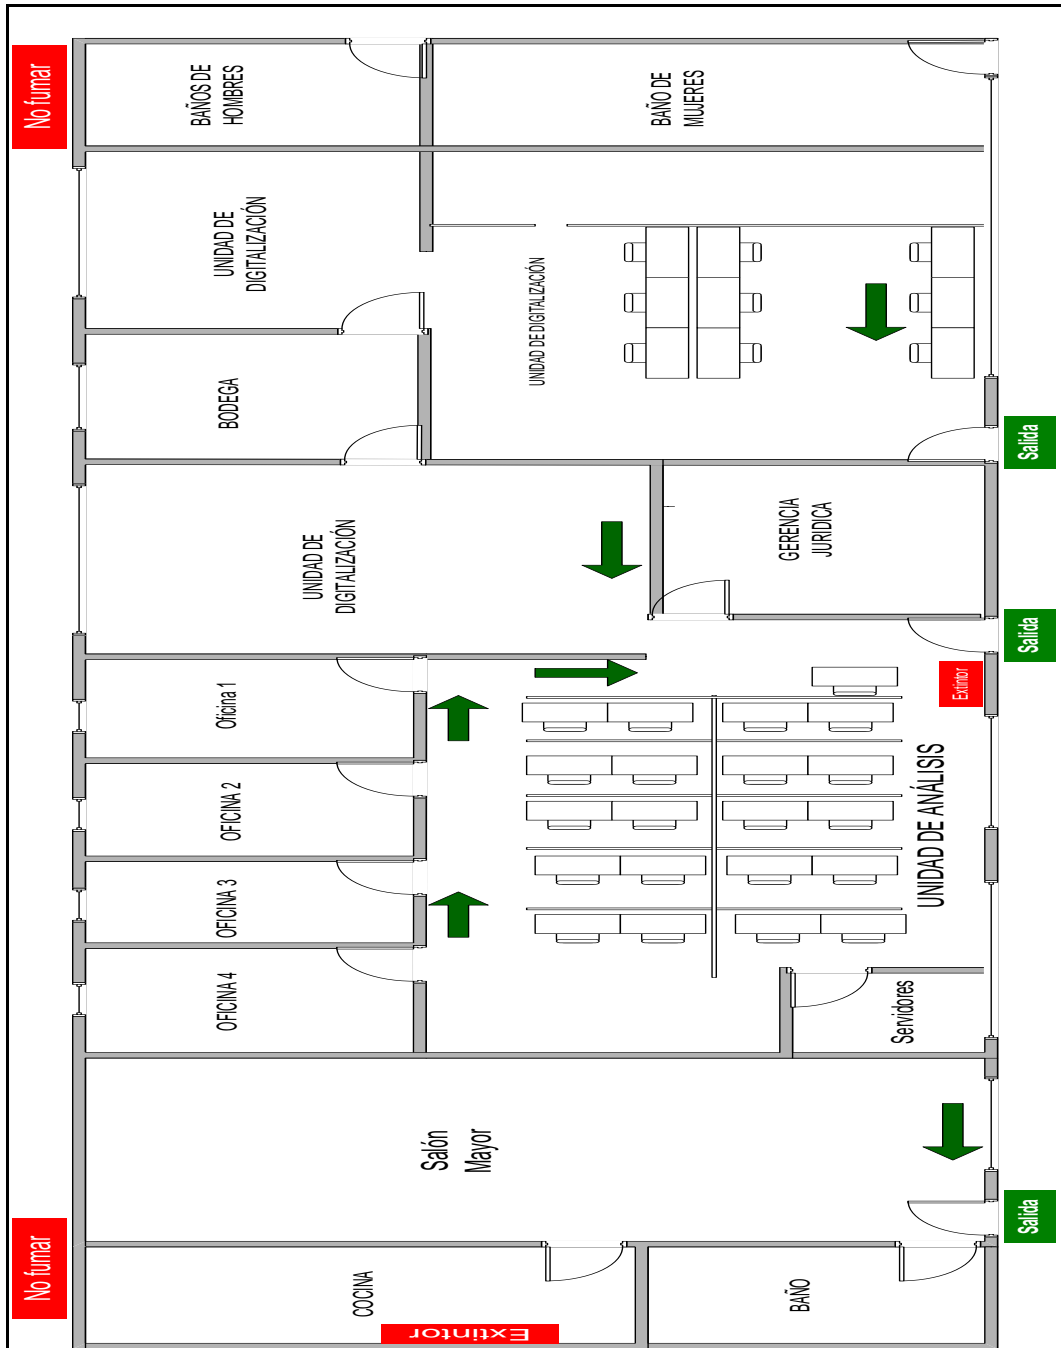 No fumar
BAÑOS DE
HOMBRES
BAÑO DE
MUJERES
UNIDAD DE
DIGITALIZACIÓN
UNIDAD DE DIGITALIZACIÓN
BODEGA
Salida
UNIDAD DE
DIGITALIZACIÓN
GERENCIA
JURIDICA
Salida
Oficina 1
Extintor
OFICINA 2
UNIDAD DE ANÁLISIS
OFICINA 3
OFICINA 4
Servidores
Salón
Mayor
Salida
No fumar
COCINA
BAÑO
Extintor